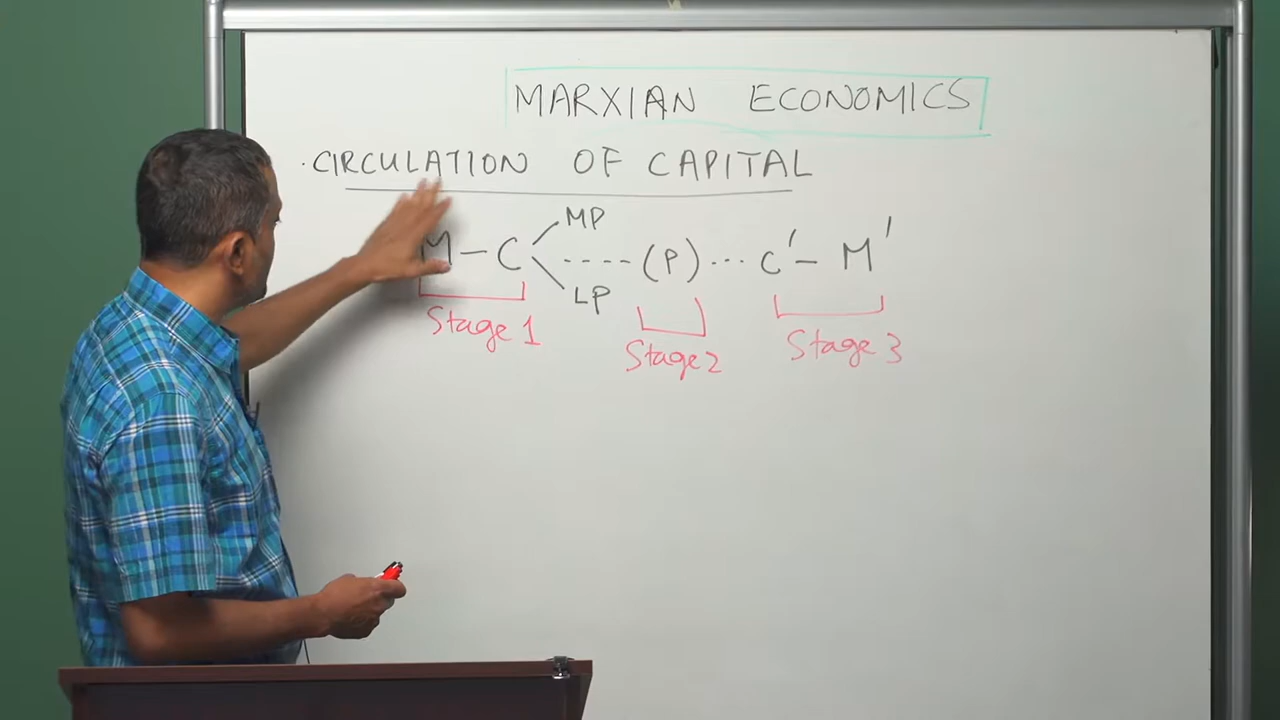 MARXIAN ECONOMICS
· CIRCULATION OF CAPITAL
MP
M – C ---- (P) ... C' – M'
LP
Stage 1
Stage 2
Stage 3